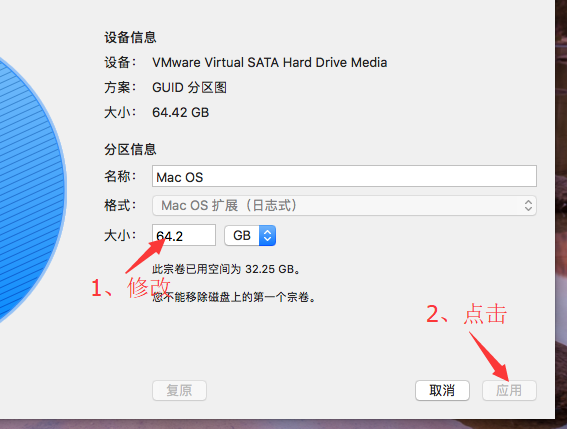 设备信息
设备: VMware Virtual SATA Hard Drive Media
方案: GUID 分区图
大小: 64.42 GB
分区信息
名称: Mac OS
格式: Mac OS 扩展（日志式）
大小: 64.2 GB
此宗卷已用空间为 32.25 GB。
1、修改
您不能移除磁盘上的第一个宗卷。
2、点击
复原 取消 应用